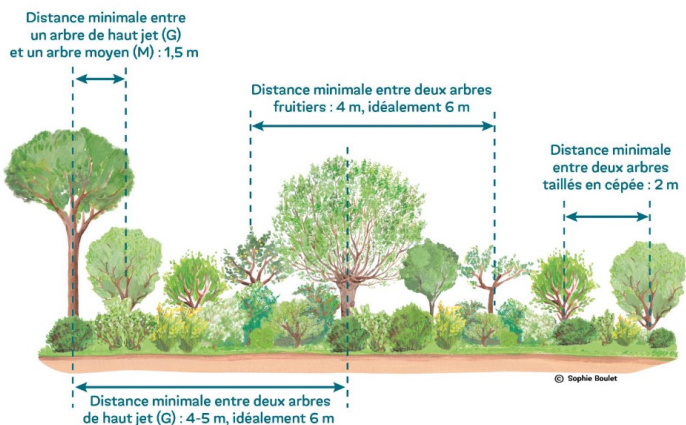 Distance minimale entre
un arbre de haut jet (G)
et un arbre moyen (M) : 1,5 m
Distance minimale entre deux arbres
fruitiers : 4 m, idéalement 6 m
Distance minimale
entre deux arbres
taillés en cépée : 2 m
© Sophie Boulet
Distance minimale entre deux arbres
de haut jet (G) : 4-5 m, idéalement 6 m